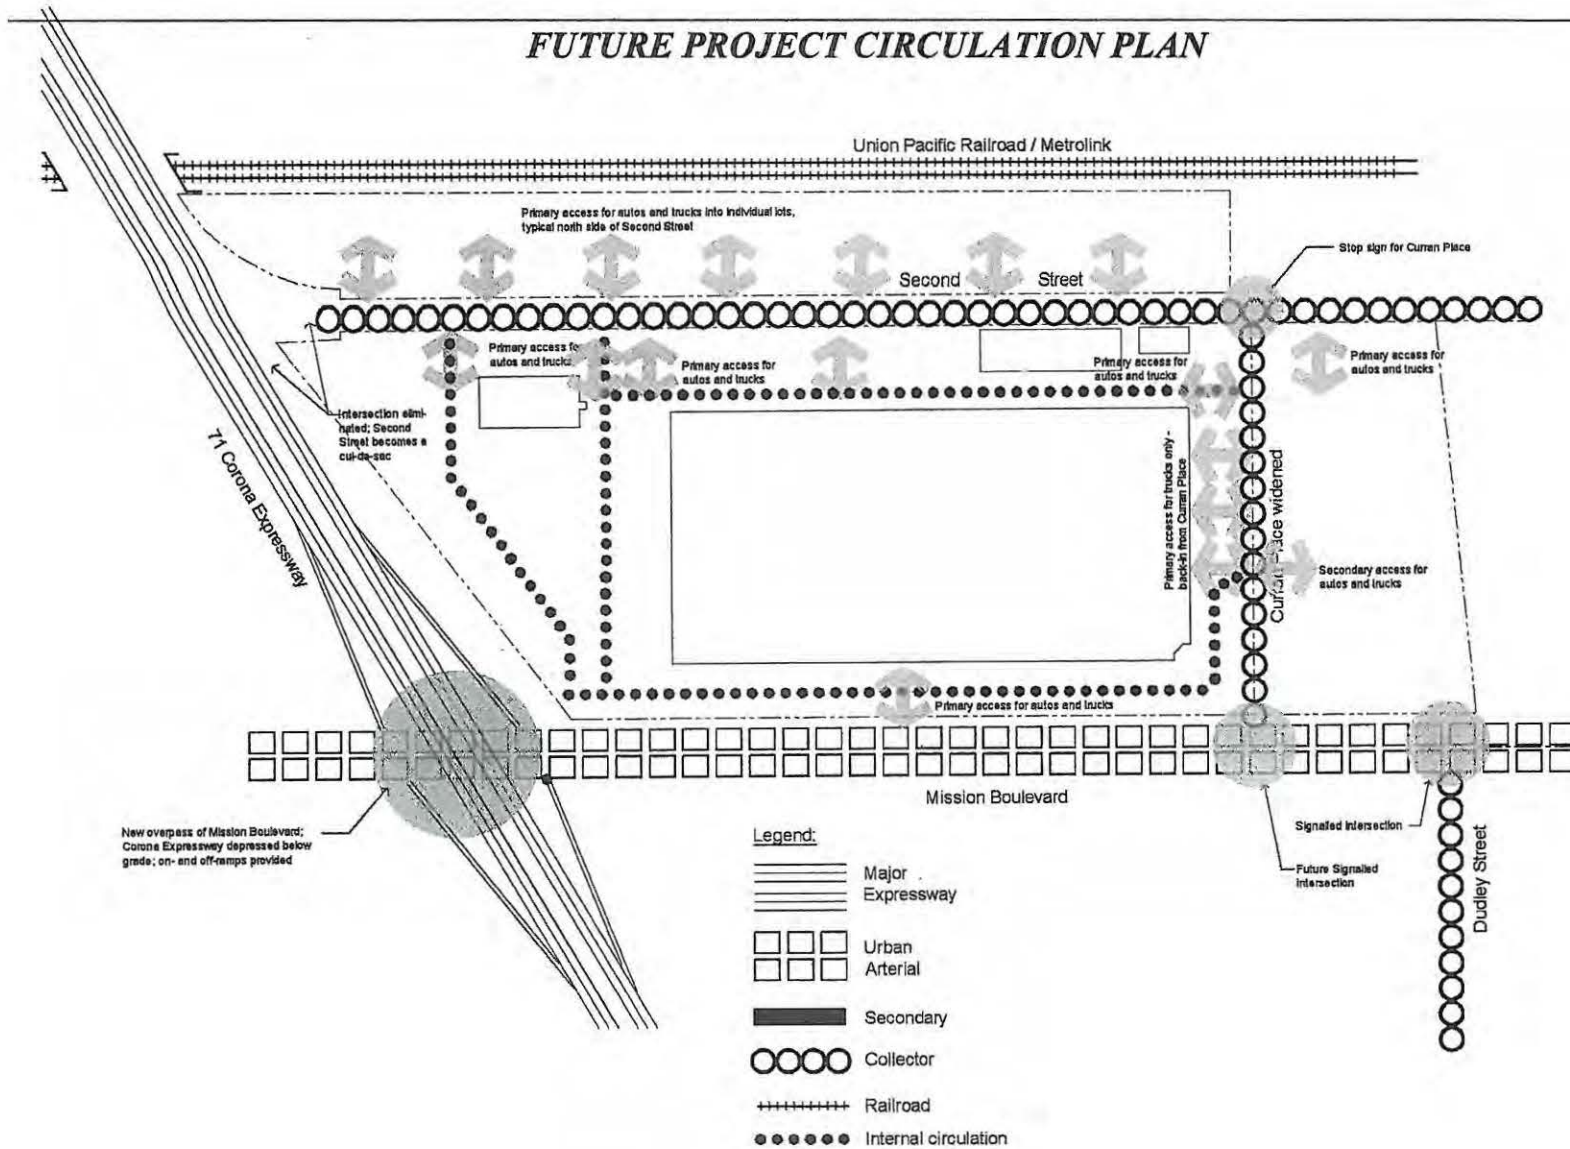 FUTURE PROJECT CIRCULATION PLAN
Union Pacific Railroad / Metrolink
Primary access for autos and trucks into individual lots,
typical north side of Second Street
Stop sign for Curran Place
Second Street
Primary access for
autos and trucks
Primary access for
autos and trucks
Primary access for
autos and trucks
Primary access for
autos and trucks
Intersection elimi-
nated; Second
Street becomes a
cul-da-sac
71 Corona Expressway
Primary access for trucks only -
back-in from Curran Place
Curran Place widened
Secondary access for
autos and trucks
Primary access for autos and trucks
Mission Boulevard
New overpass of Mission Boulevard;
Corona Expressway depressed below
grade; on- and off-ramps provided
Signalled Intersection
Future Signalled
Intersection
Dudley Street
Legend:
Major
Expressway
Urban
Arterial
Secondary
Collector
Railroad
Internal circulation